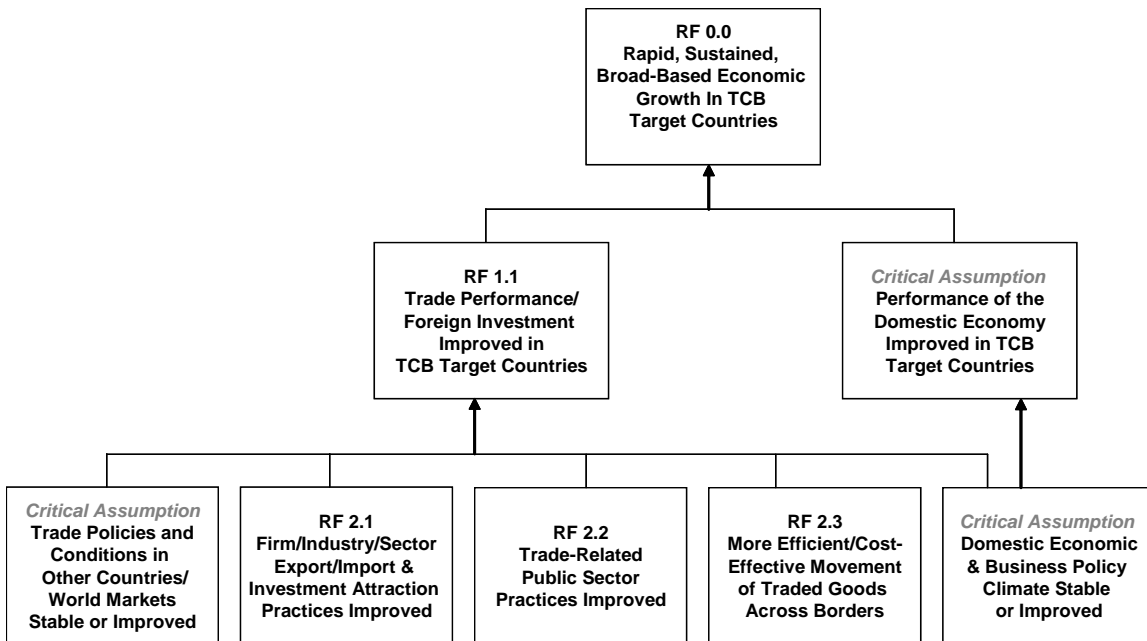 RF 0.0
Rapid, Sustained,
Broad-Based Economic
Growth In TCB
Target Countries
RF 1.1
Trade Performance/
Foreign Investment
Improved in
TCB Target Countries
Critical Assumption
Performance of the
Domestic Economy
Improved in TCB
Target Countries
Critical Assumption
Trade Policies and
Conditions in
Other Countries/
World Markets
Stable or Improved
RF 2.1
Firm/Industry/Sector
Export/Import &
Investment Attraction
Practices Improved
RF 2.2
Trade-Related
Public Sector
Practices Improved
RF 2.3
More Efficient/Cost-
Effective Movement
of Traded Goods
Across Borders
Critical Assumption
Domestic Economic
& Business Policy
Climate Stable
or Improved